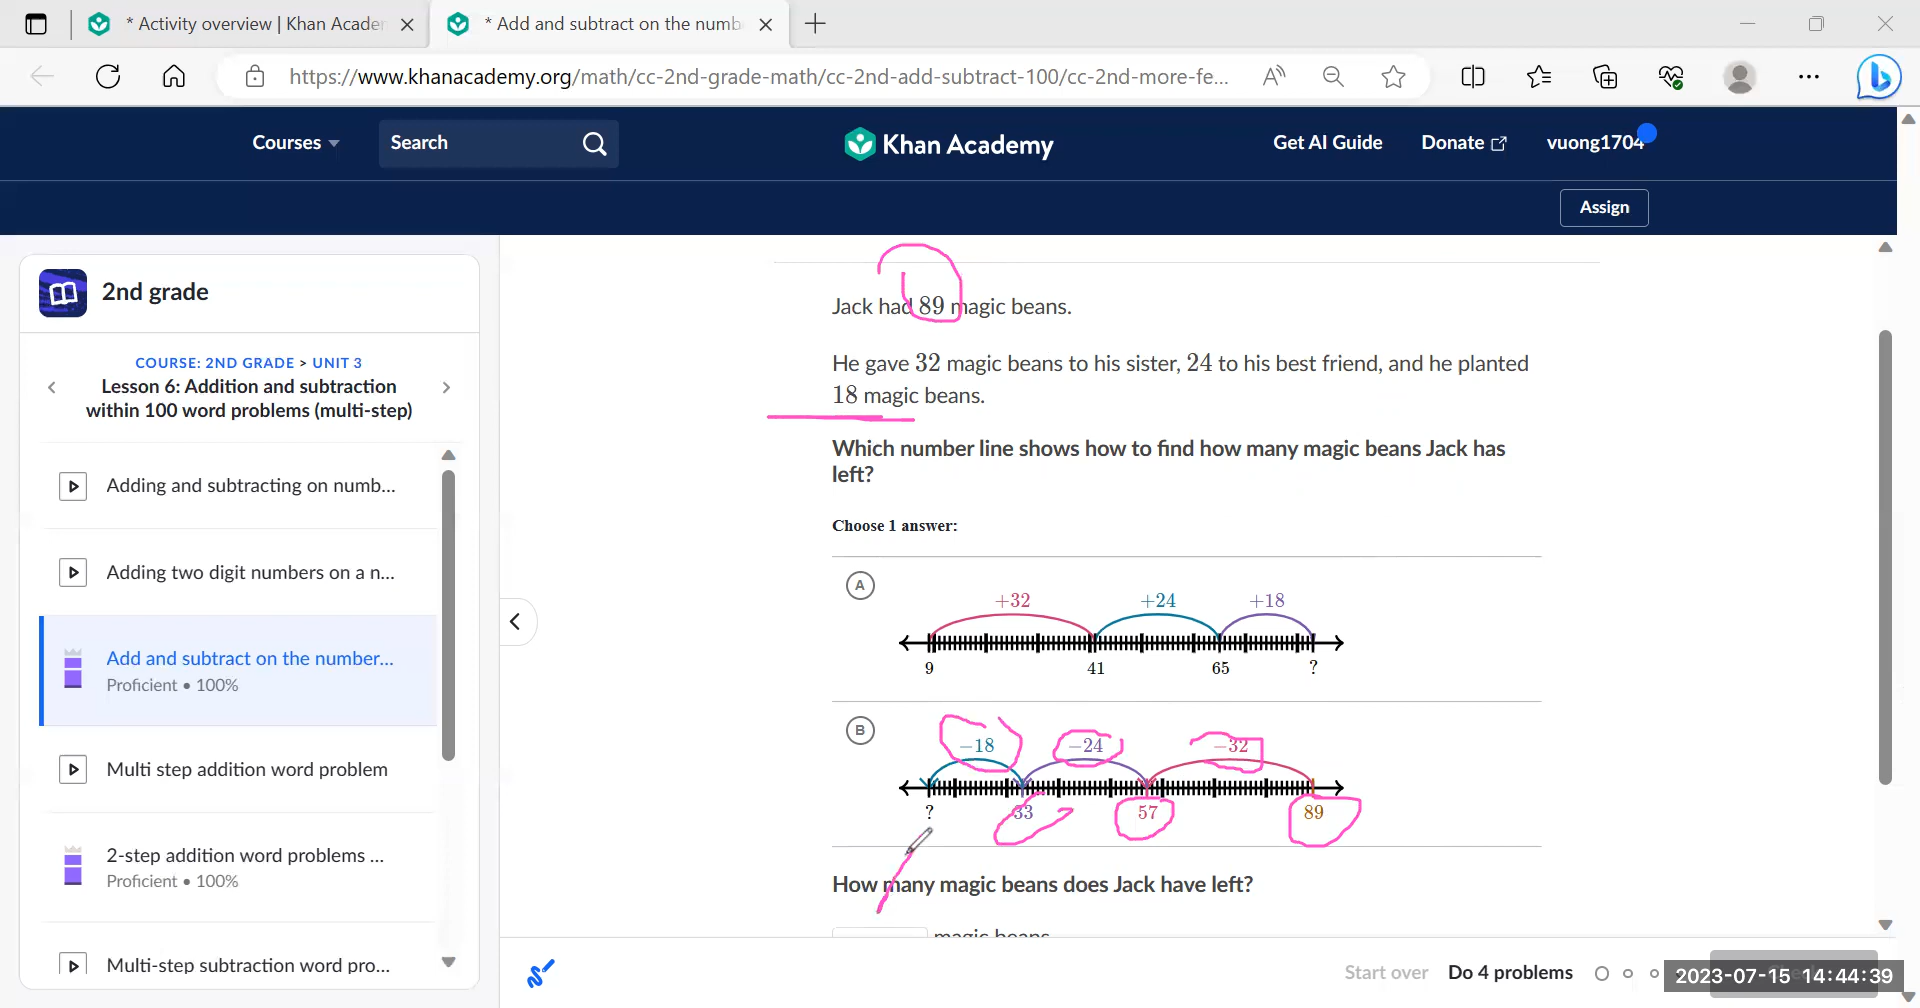 * Activity overview | Khan Acade
* Add and subtract on the numb
https://www.khanacademy.org/math/cc-2nd-grade-math/cc-2nd-add-subtract-100/cc-2nd-more-fe...
Courses
Search
Khan Academy
Get AI Guide
Donate
vuong1704
Assign
2nd grade
COURSE: 2ND GRADE > UNIT 3
Lesson 6: Addition and subtraction
within 100 word problems (multi-step)
Adding and subtracting on numb...
Adding two digit numbers on a n...
Add and subtract on the number...
Proficient • 100%
Multi step addition word problem
2-step addition word problems ...
Proficient • 100%
Multi-step subtraction word pro...
Jack had 89 magic beans.
He gave 32 magic beans to his sister, 24 to his best friend, and he planted
18 magic beans.
Which number line shows how to find how many magic beans Jack has
left?
Choose 1 answer:
A
+32 +24 +18
9 41 65 ?
B
−18 −24 −32
? 33 57 89
How many magic beans does Jack have left?
magic beans
Start over
Do 4 problems
2023-07-15 14:44:39